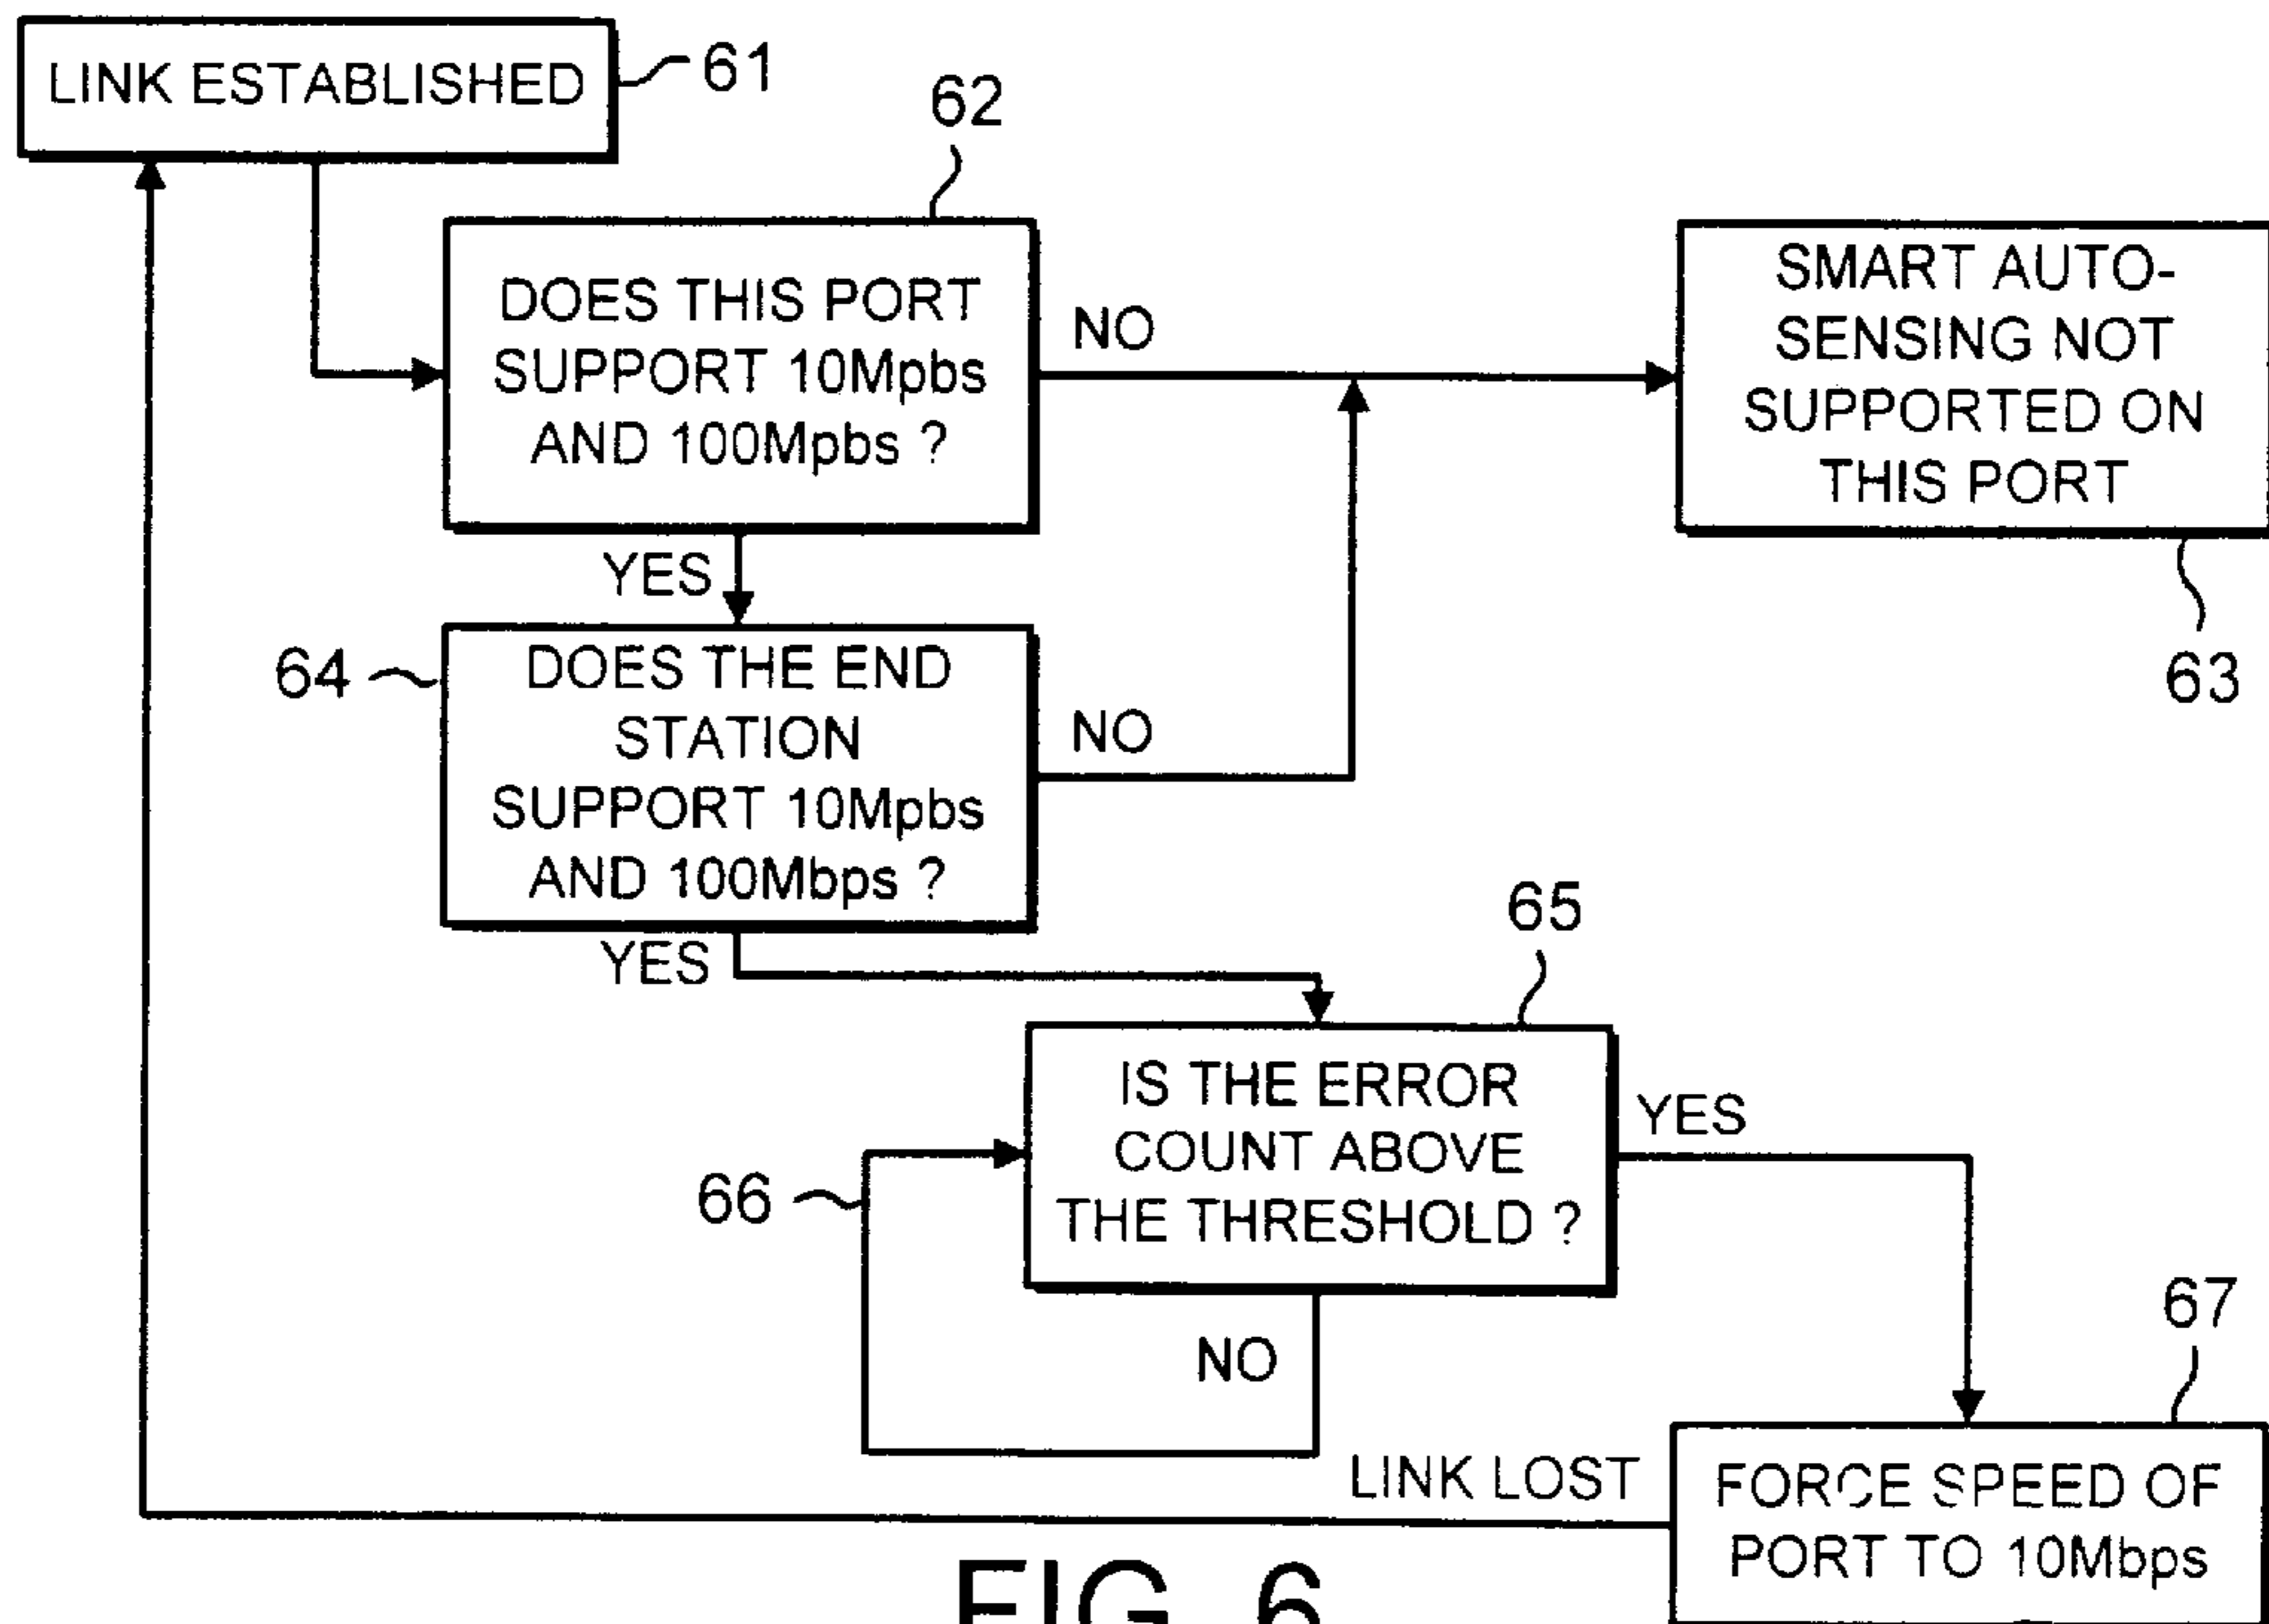 LINK ESTABLISHED
61
62
DOES THIS PORT
SUPPORT 10Mpbs
AND 100Mpbs ?
NO
SMART AUTO-
SENSING NOT
SUPPORTED ON
THIS PORT
63
YES
64
DOES THE END
STATION
SUPPORT 10Mpbs
AND 100Mbps ?
NO
YES
65
IS THE ERROR
COUNT ABOVE
THE THRESHOLD ?
YES
66
NO
67
LINK LOST
FORCE SPEED OF
PORT TO 10Mbps
FIG. 6